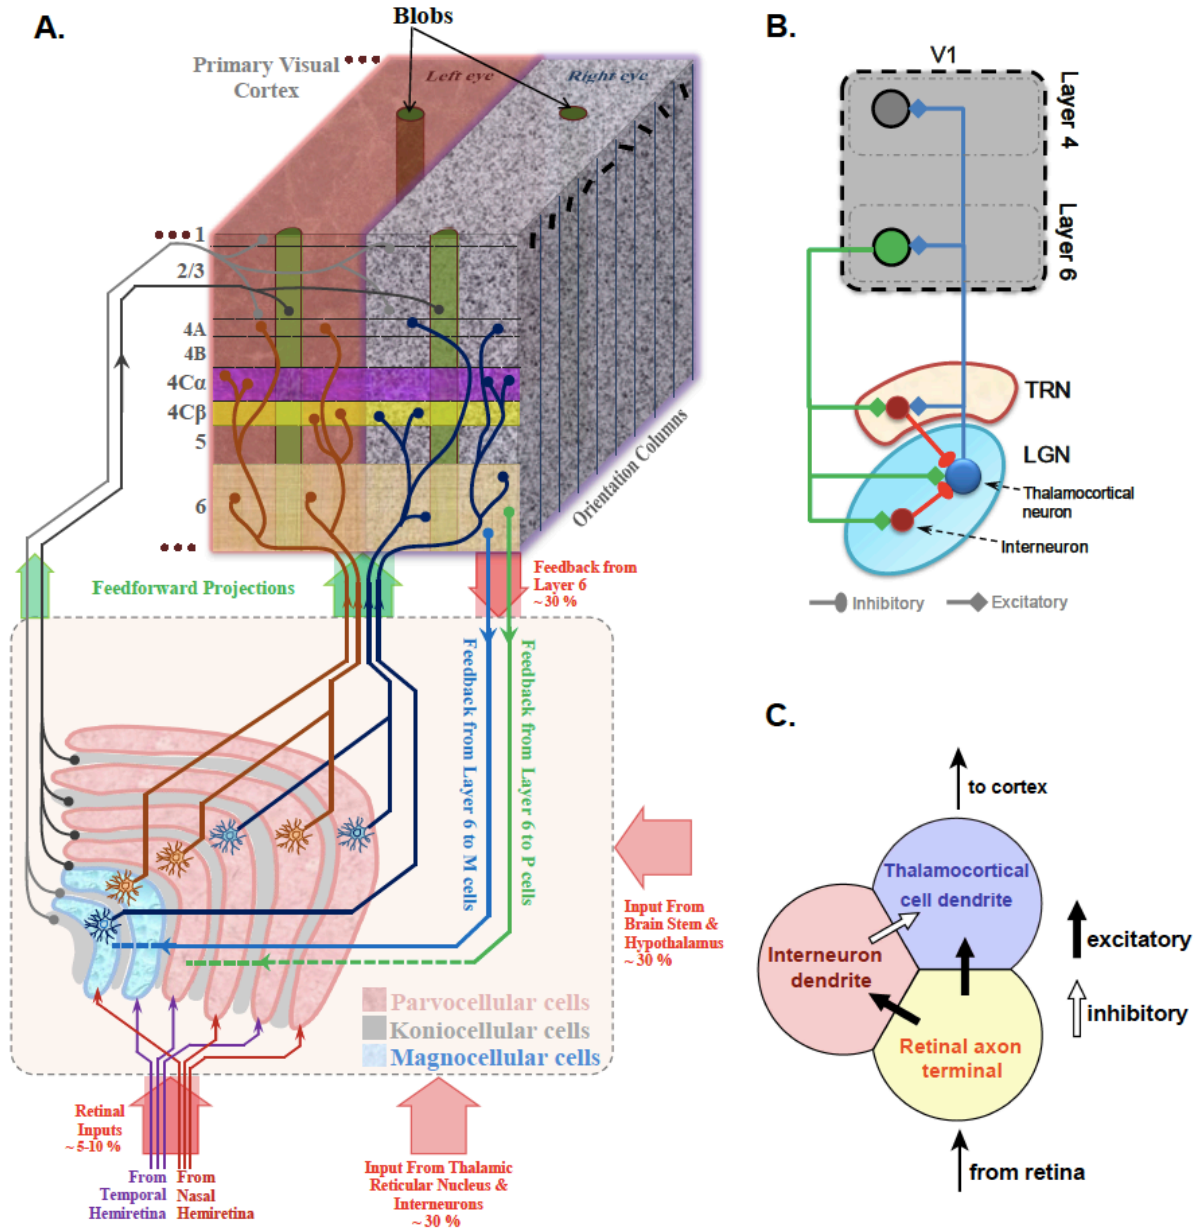 A.
Blobs
Primary Visual
Cortex
Left eye
Right eye
1
2/3
4A
4B
4Cα
4Cβ
5
6
Orientation Columns
Feedforward Projections
Feedback from
Layer 6
~ 30 %
Feedback from Layer 6 to M cells
Feedback from Layer 6 to P cells
Input From
Brain Stem &
Hypothalamus
~ 30 %
Parvocellular cells
Koniocellular cells
Magnocellular cells
Retinal
Inputs
~ 5-10 %
From
Temporal
Hemiretina
From
Nasal
Hemiretina
Input From Thalamic
Reticular Nucleus &
Interneurons
~ 30 %
B.
V1
Layer 4
Layer 6
TRN
LGN
Thalamocortical
neuron
Interneuron
Inhibitory
Excitatory
C.
to cortex
Thalamocortical
cell dendrite
Interneuron
dendrite
Retinal axon
terminal
from retina
excitatory
inhibitory